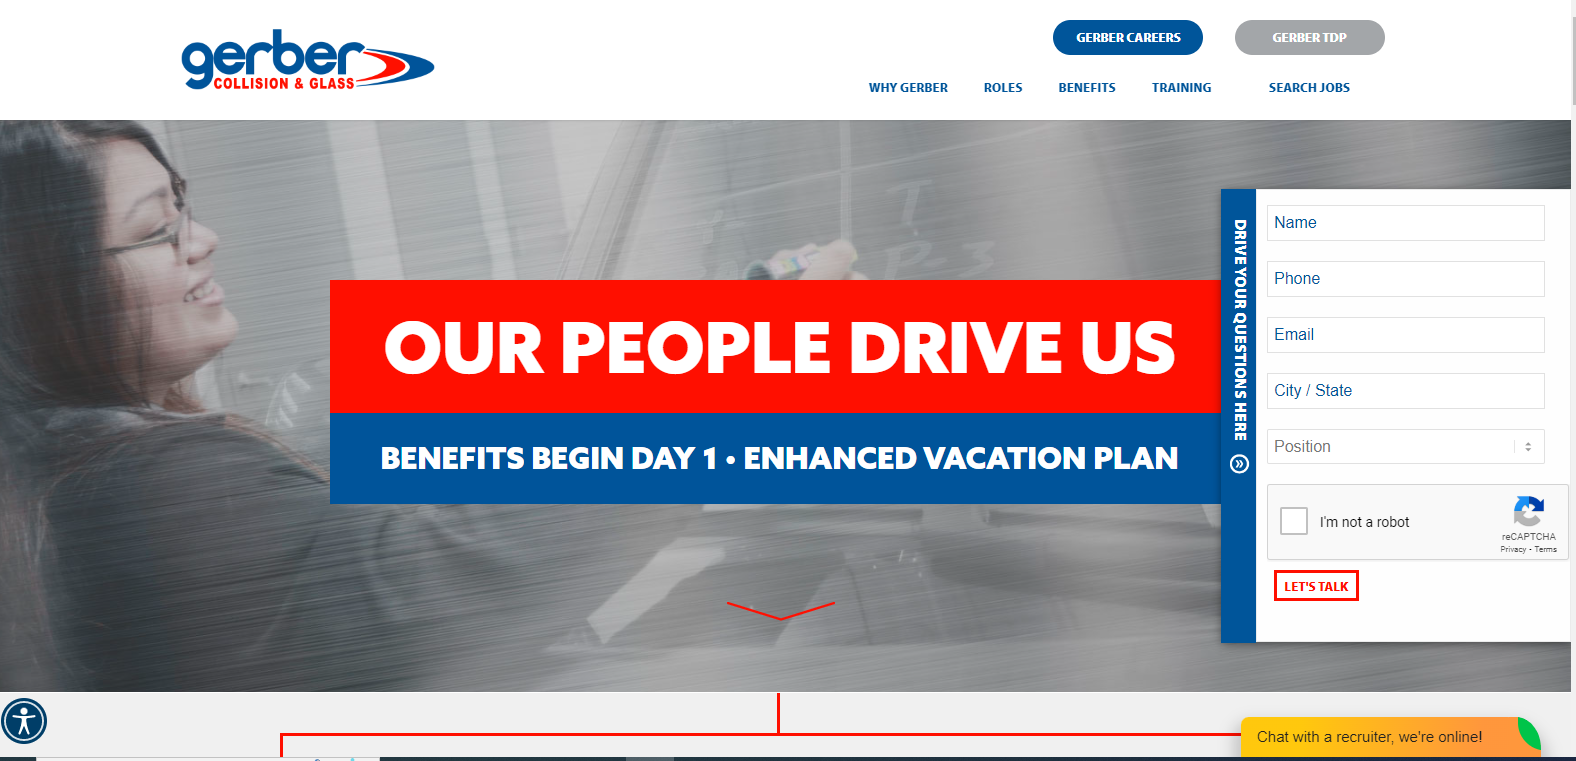 gerber
COLLISION & GLASS
GERBER CAREERS
GERBER TDP
WHY GERBER
ROLES
BENEFITS
TRAINING
SEARCH JOBS
OUR PEOPLE DRIVE US
BENEFITS BEGIN DAY 1 • ENHANCED VACATION PLAN
DRIVE YOUR QUESTIONS HERE
Name
Phone
Email
City / State
Position
I'm not a robot
reCAPTCHA
Privacy - Terms
LET'S TALK
Chat with a recruiter, we're online!